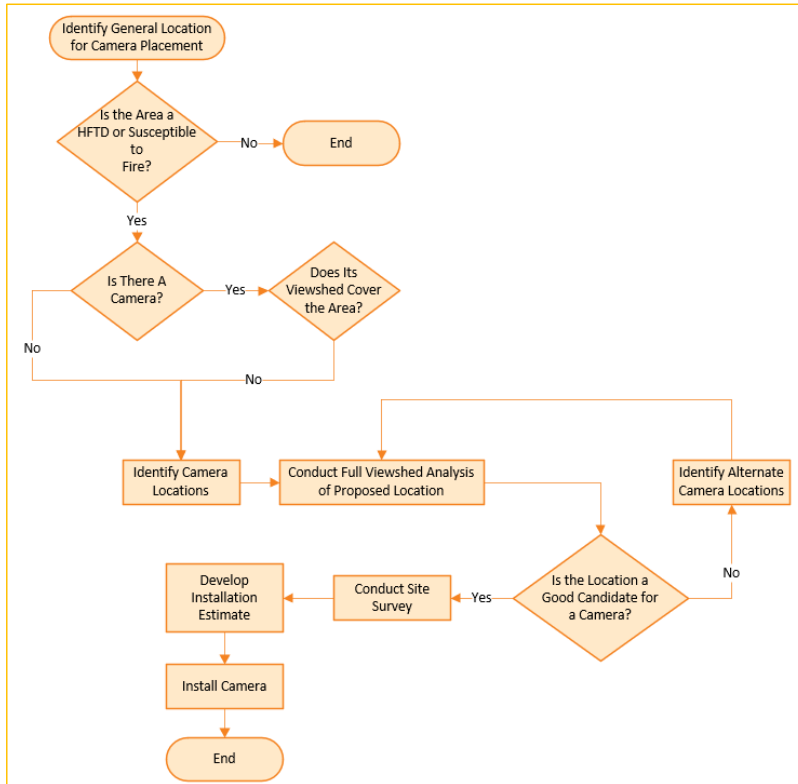 Identify General Location
for Camera Placement
Is the Area a
HFTD or Susceptible
to
Fire?
No
End
Yes
Is There A
Camera?
Yes
Does Its
Viewshed Cover
the Area?
No
No
Identify Camera
Locations
Conduct Full Viewshed Analysis
of Proposed Location
Identify Alternate
Camera Locations
Is the Location a
Good Candidate for
a Camera?
No
Yes
Conduct Site
Survey
Develop
Installation
Estimate
Install Camera
End